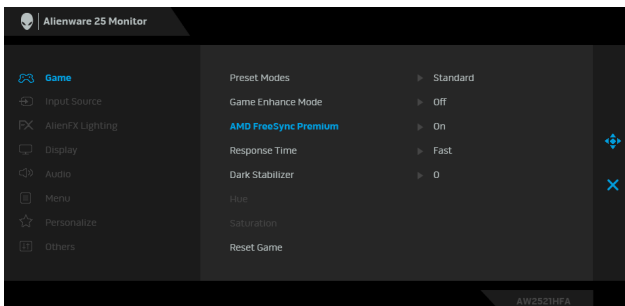 Alienware 25 Monitor
Game
Input Source
FX AlienFX Lighting
Display
Audio
Menu
Personalize
Others
Preset Modes Standard
Game Enhance Mode Off
AMD FreeSync Premium On
Response Time Fast
Dark Stabilizer 0
Hue
Saturation
Reset Game
AW2521HFA